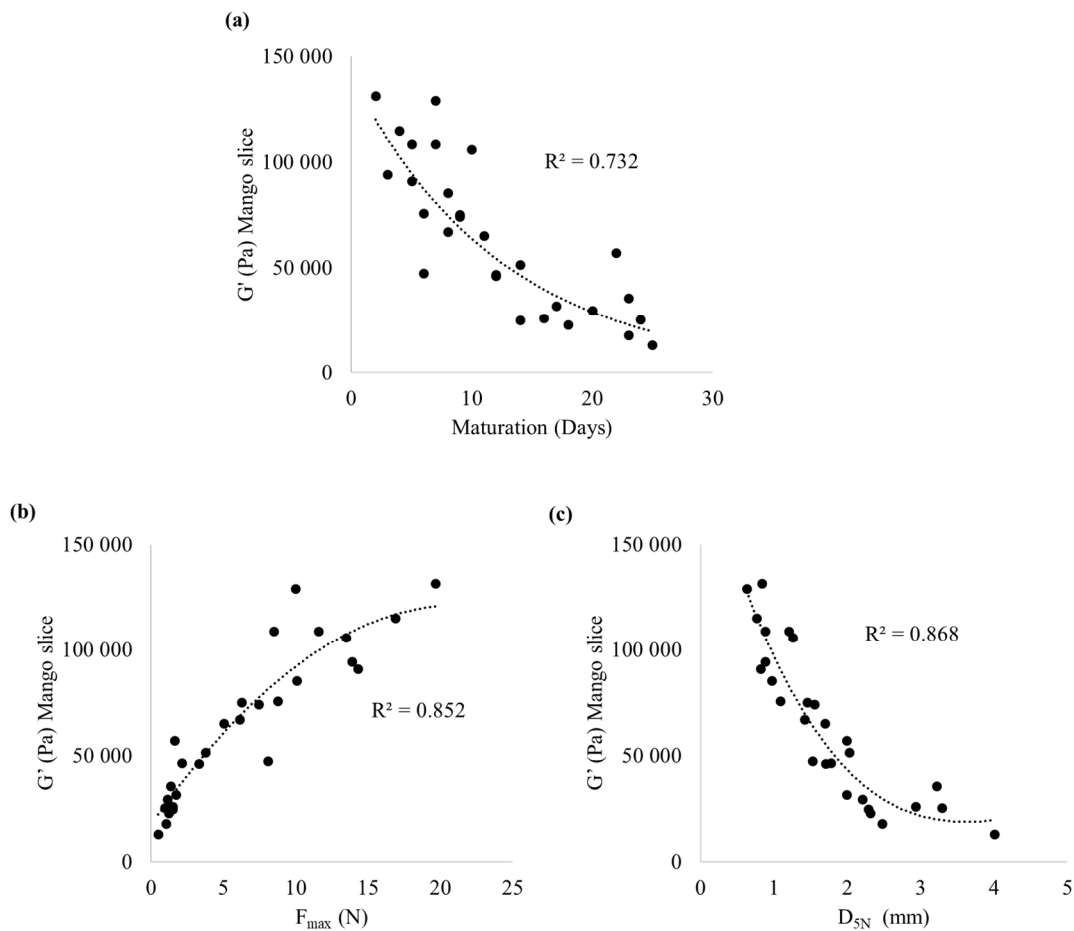 (a)
150 000
100 000
50 000
0
G' (Pa) Mango slice
R² = 0.732
0 10 20 30
Maturation (Days)
(b)
150 000
100 000
50 000
0
G’ (Pa) Mango slice
R² = 0.852
0 5 10 15 20 25
Fmax (N)
(c)
150 000
100 000
50 000
0
G’ (Pa) Mango slice
R² = 0.868
0 1 2 3 4 5
D5N (mm)